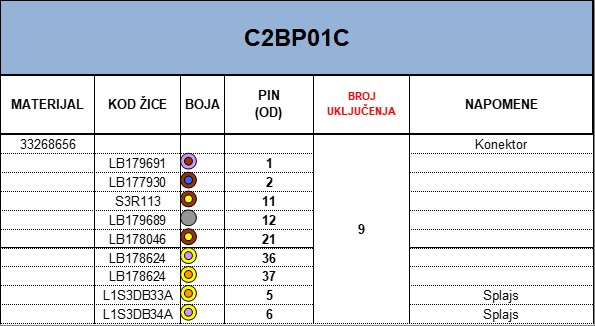 C2BP01C
MATERIJAL KOD ŽICE BOJA PIN (OD) BROJ UKLJUČENJA NAPOMENE
33268656 Konektor
LB179691 1
LB177930 2
S3R113 11
LB179689 12
9
LB178046 21
LB178624 36
LB178624 37
L1S3DB33A 5 Splajs
L1S3DB34A 6 Splajs